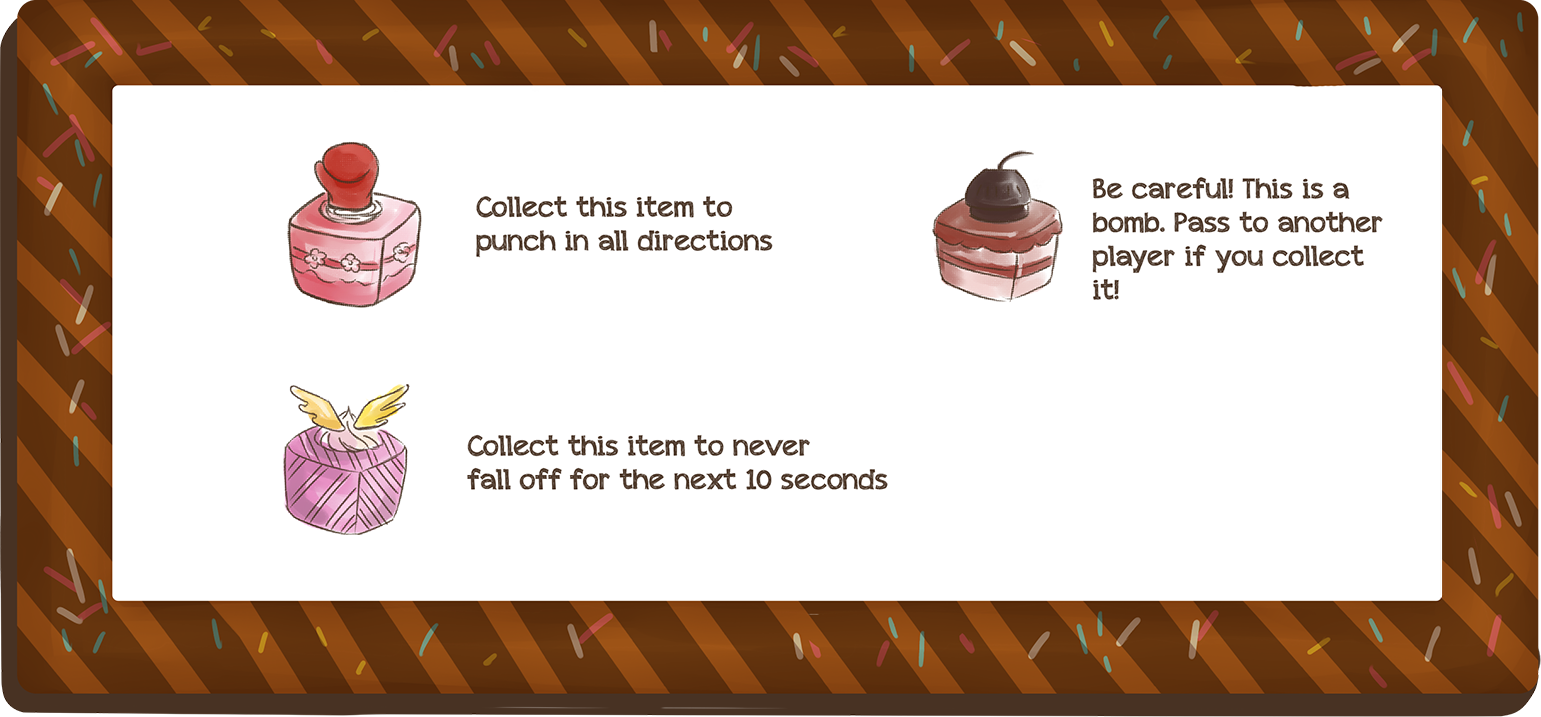 Collect this item to
punch in all directions
Be careful! This is a
bomb. Pass to another
player if you collect
it!
Collect this item to never
fall off for the next 10 seconds